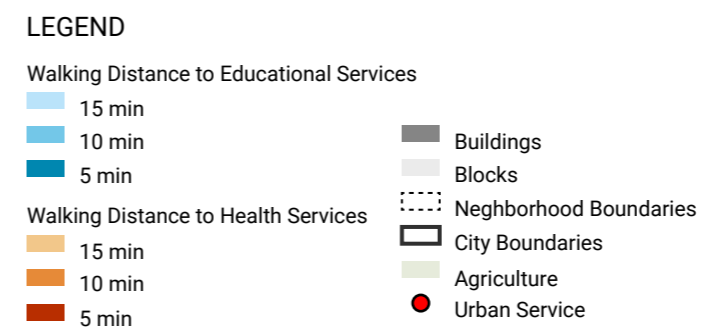 LEGEND
Walking Distance to Educational Services
15 min
10 min
5 min
Walking Distance to Health Services
15 min
10 min
5 min
Buildings
Blocks
Neghborhood Boundaries
City Boundaries
Agriculture
Urban Service